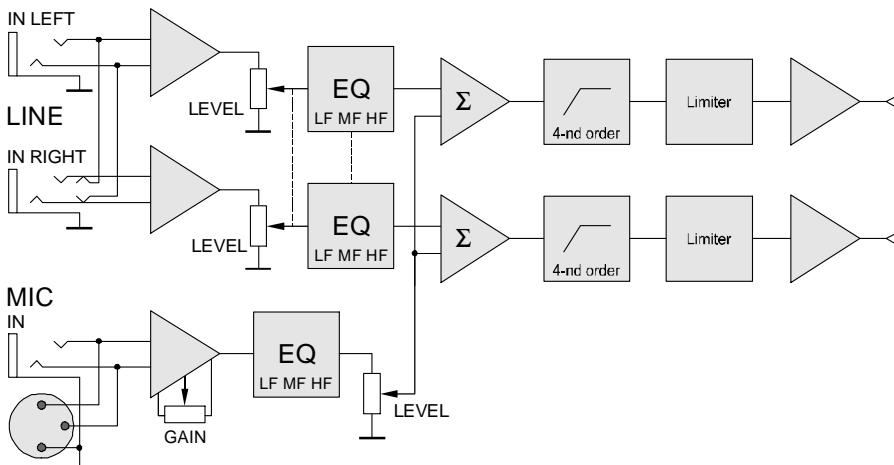 IN LEFT
LINE
LEVEL
EQ
LF MF HF
Σ
4-nd order
Limiter
IN RIGHT
LEVEL
EQ
LF MF HF
Σ
4-nd order
Limiter
MIC
IN
GAIN
EQ
LF MF HF
LEVEL